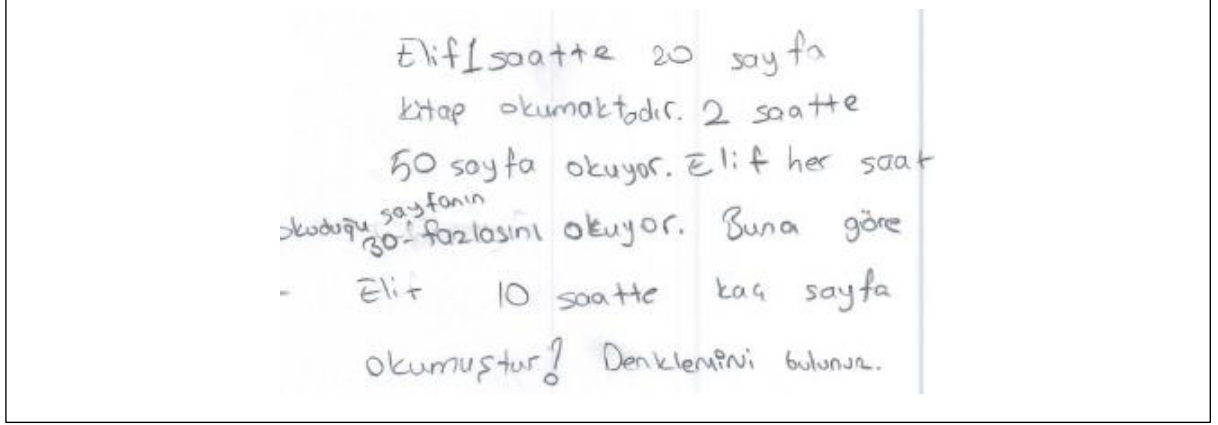 Elif 1 saatte 20 sayfa
kitap okumaktadır. 2 saatte
50 sayfa okuyor. Elif her saat
okuduğu sayfanın
30 fazlasını okuyor. Buna göre
- Elif 10 saatte kaç sayfa
okumuştur? Denklemini bulunuz.